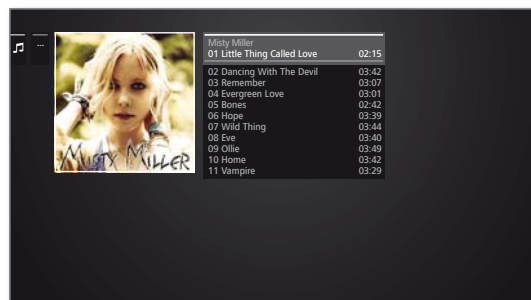 ...
MISTY MILLER
Misty Miller
01 Little Thing Called Love 02:15
02 Dancing With The Devil 03:42
03 Remember 03:07
04 Evergreen Love 03:01
05 Bones 02:42
06 Hope 03:39
07 Wild Thing 03:44
08 Eve 03:40
09 Ollie 03:49
10 Home 03:42
11 Vampire 03:29